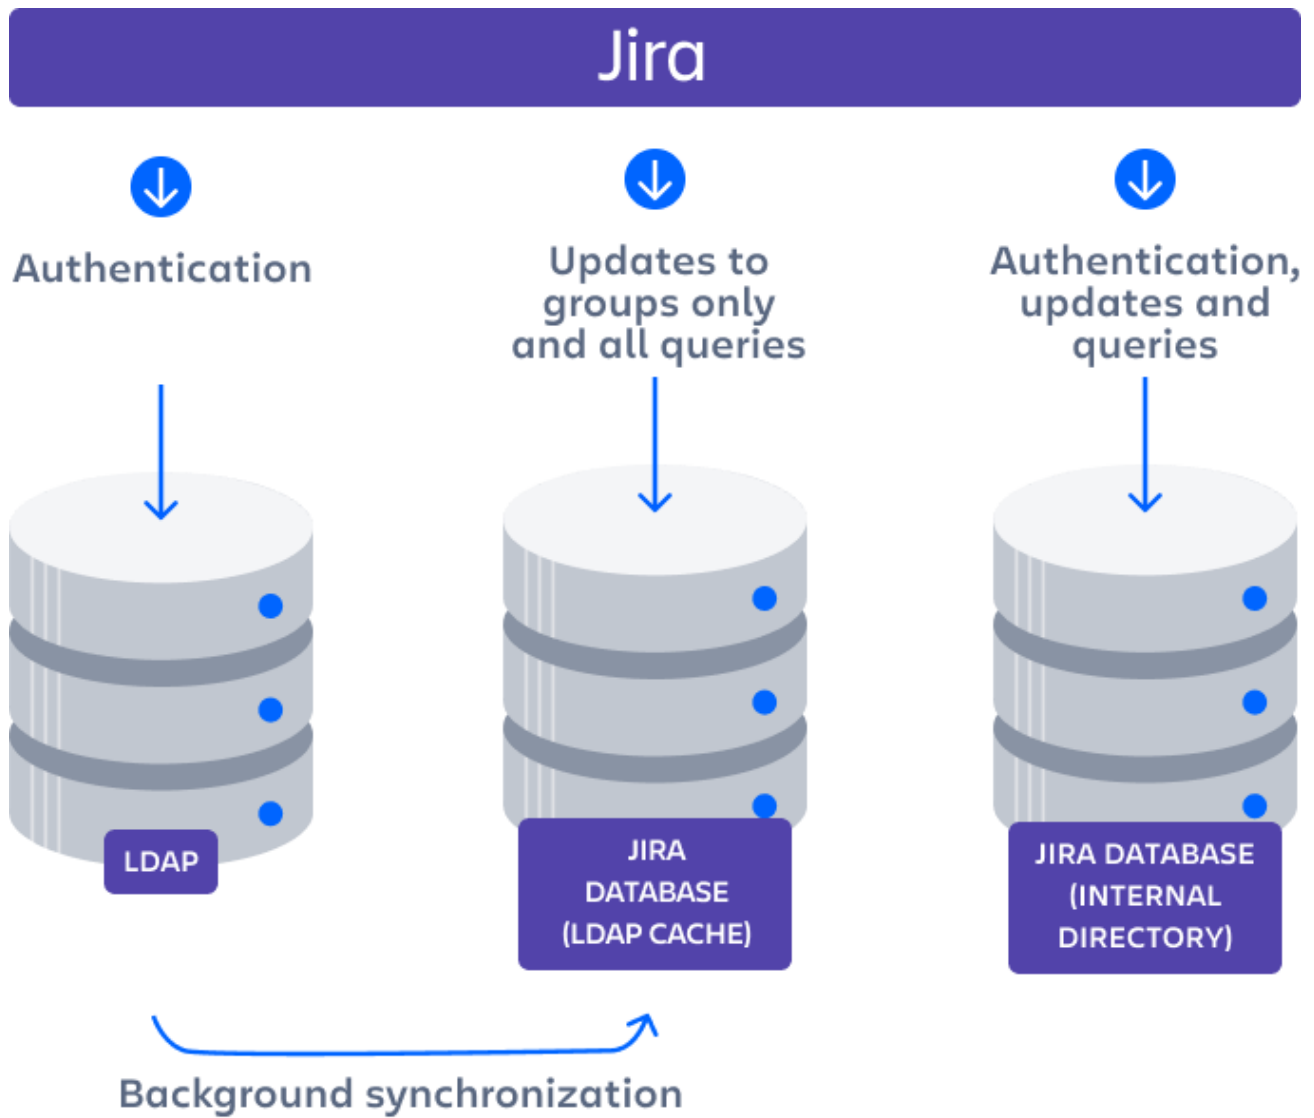 Jira
Authentication
Updates to
groups only
and all queries
Authentication,
updates and
queries
LDAP
JIRA
DATABASE
(LDAP CACHE)
JIRA DATABASE
(INTERNAL
DIRECTORY)
Background synchronization